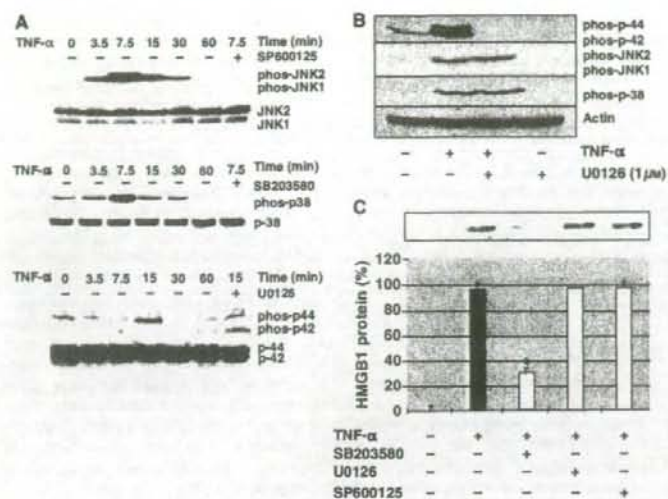 A
TNF-α 0 3.5 7.5 15 30 60 7.5 Time (min)
– – – – – – + SP600125
phos-JNK2
phos-JNK1
JNK2
JNK1
TNF-α 0 3.5 7.5 15 30 60 7.5 Time (min)
– – – – – – + SB203580
phos-p38
p-38
TNF-α 0 3.5 7.5 15 30 60 15 Time (min)
– – – – – – + U0126
phos-p44
phos-p42
p-44
p-42
B
phos-p-44
phos-p-42
phos-JNK2
phos-JNK1
phos-p-38
Actin
– + + – TNF-α
– – + + U0126 (1 μM)
C
HMGB1 protein (%)
120
100
80
60
40
20
0
TNF-α – + + + +
SB203580 – – + – –
U0126 – – – + –
SP600125 – – – – +